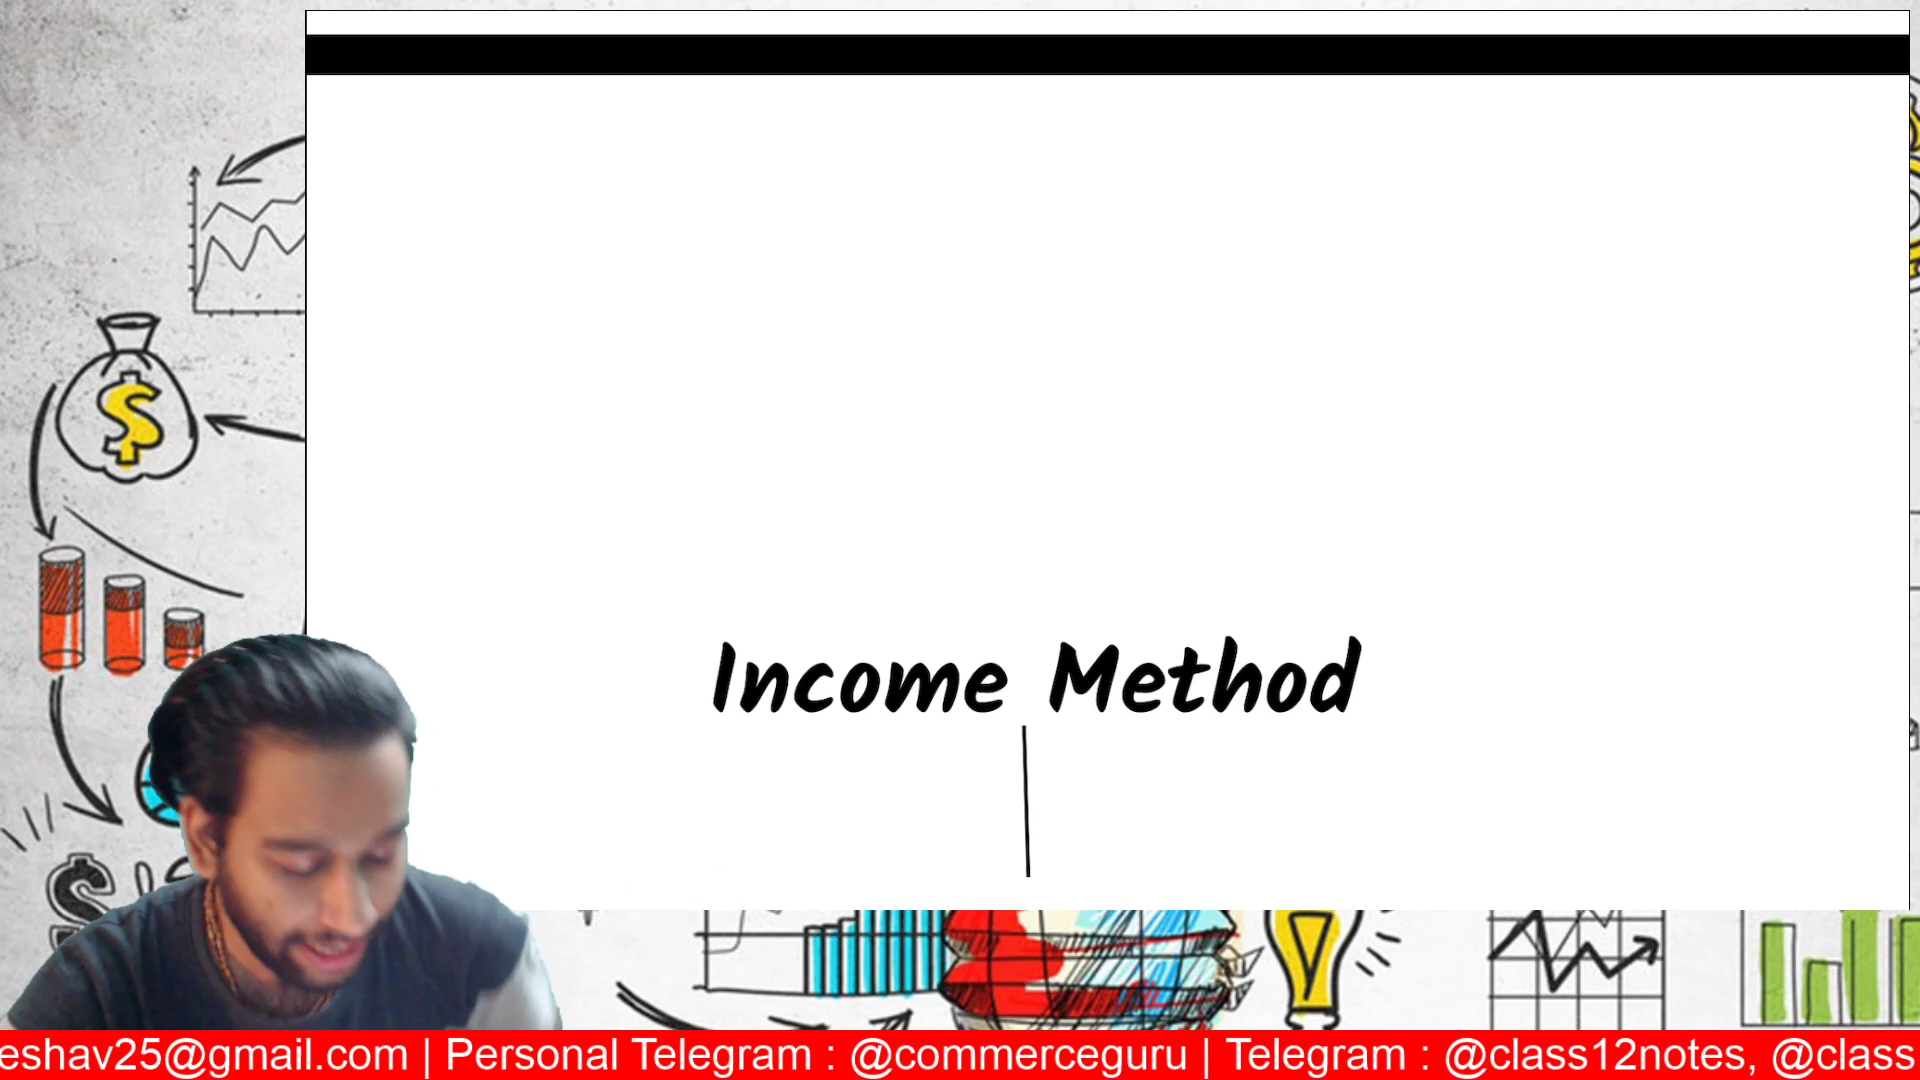 Income Method
eshav25@gmail.com | Personal Telegram : @commerceguru | Telegram : @class12notes, @class